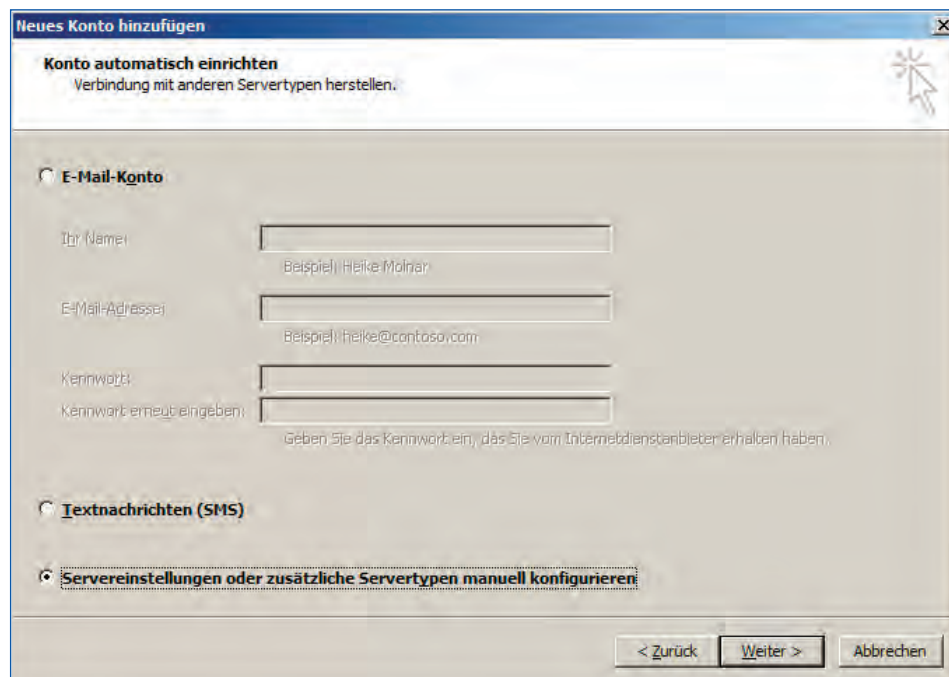 Neues Konto hinzufügen
Konto automatisch einrichten
Verbindung mit anderen Servertypen herstellen.
E-Mail-Konto
Ihr Name:
Beispiel: Heike Molnar
E-Mail-Adresse:
Beispiel: heike@contoso.com
Kennwort:
Kennwort erneut eingeben:
Geben Sie das Kennwort ein, das Sie vom Internetdienstanbieter erhalten haben.
Textnachrichten (SMS)
Servereinstellungen oder zusätzliche Servertypen manuell konfigurieren
< Zurück Weiter > Abbrechen